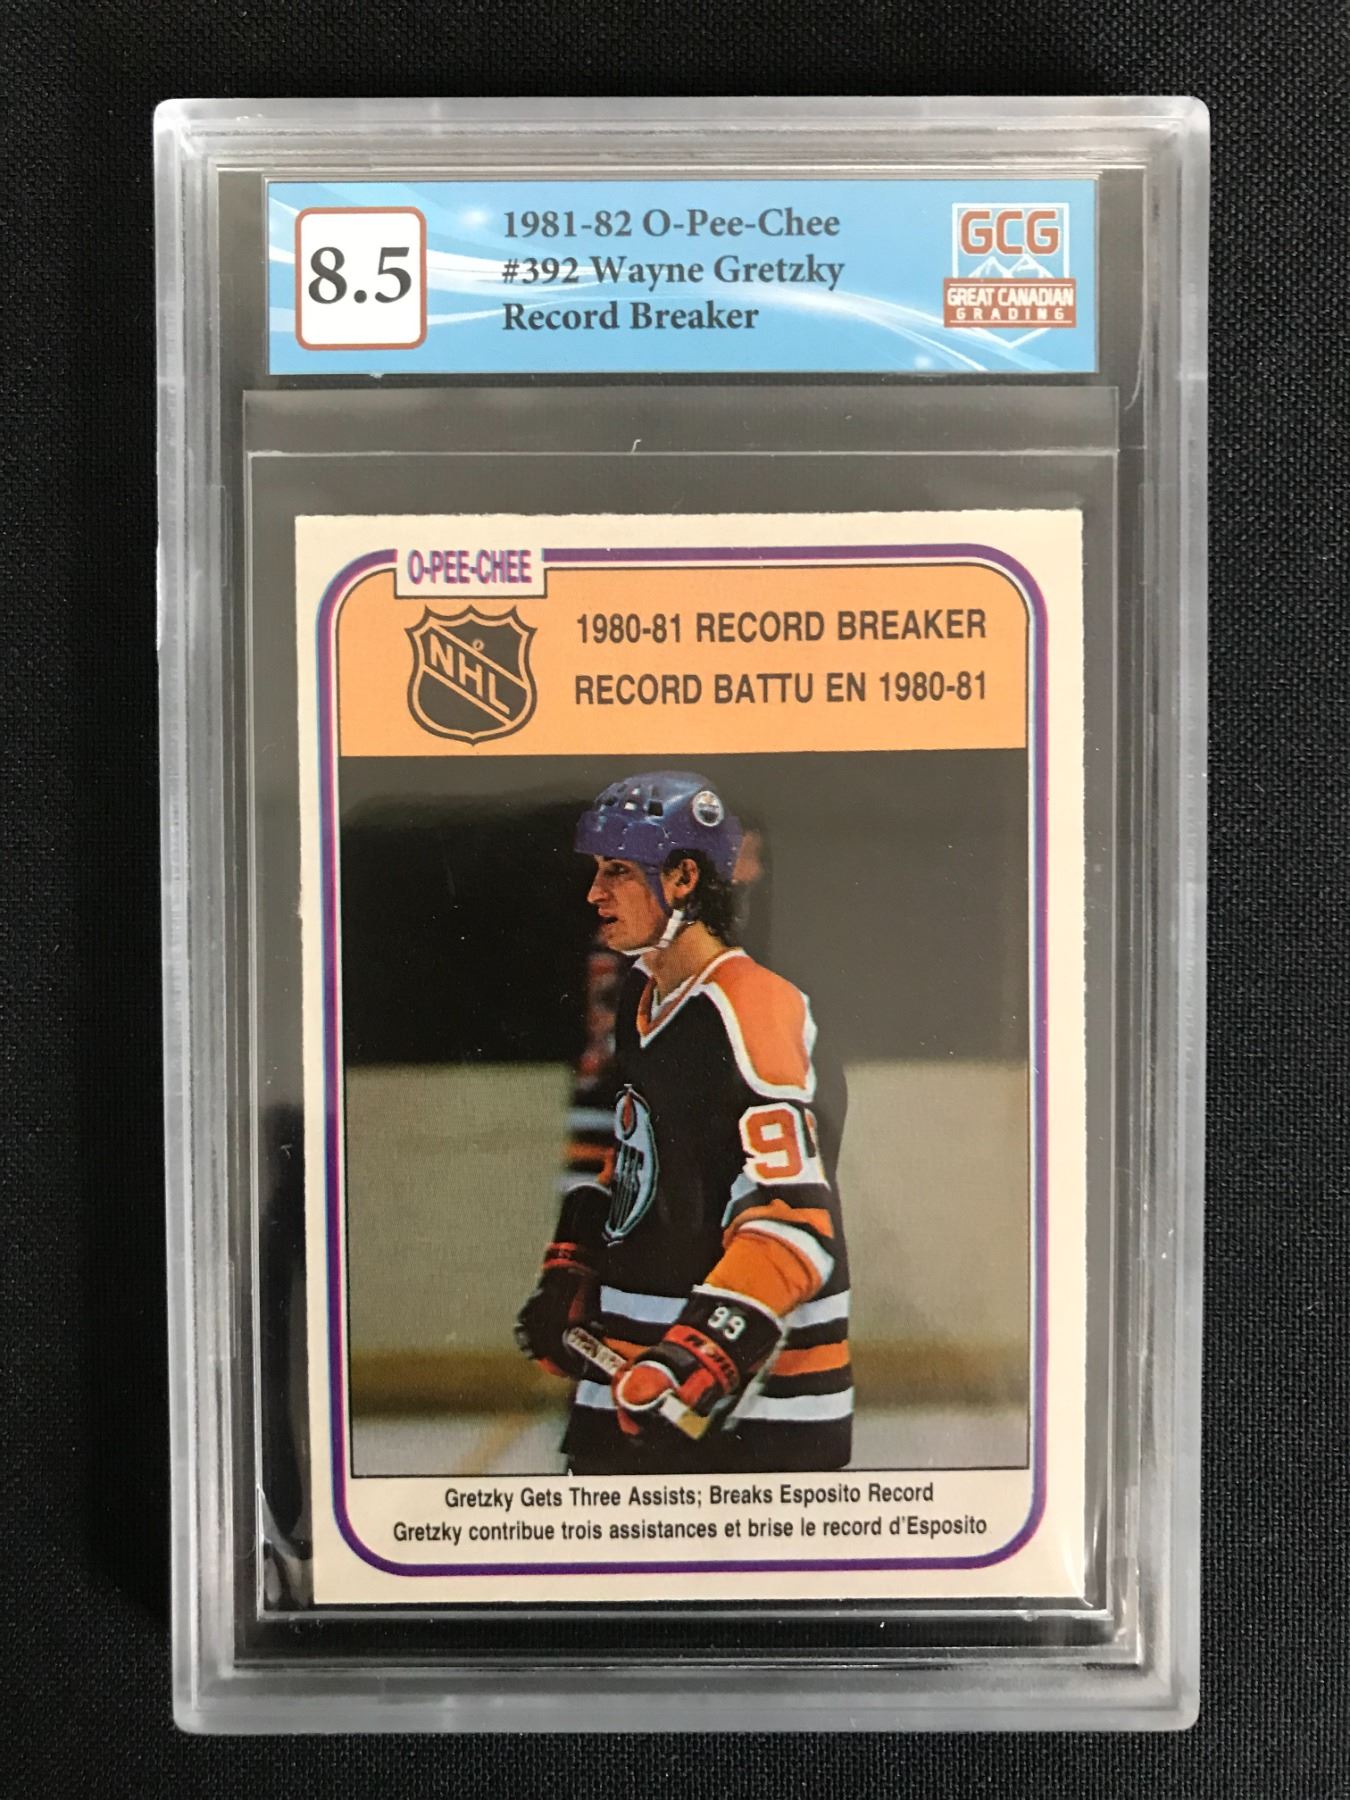 8.5
1981-82 O-Pee-Chee
#392 Wayne Gretzky
Record Breaker
GCG
GREAT CANADIAN
GRADING
O-PEE-CHEE
NHL
1980-81 RECORD BREAKER
RECORD BATTU EN 1980-81
9
99
Gretzky Gets Three Assists; Breaks Esposito Record
Gretzky contribue trois assistances et brise le record d'Esposito